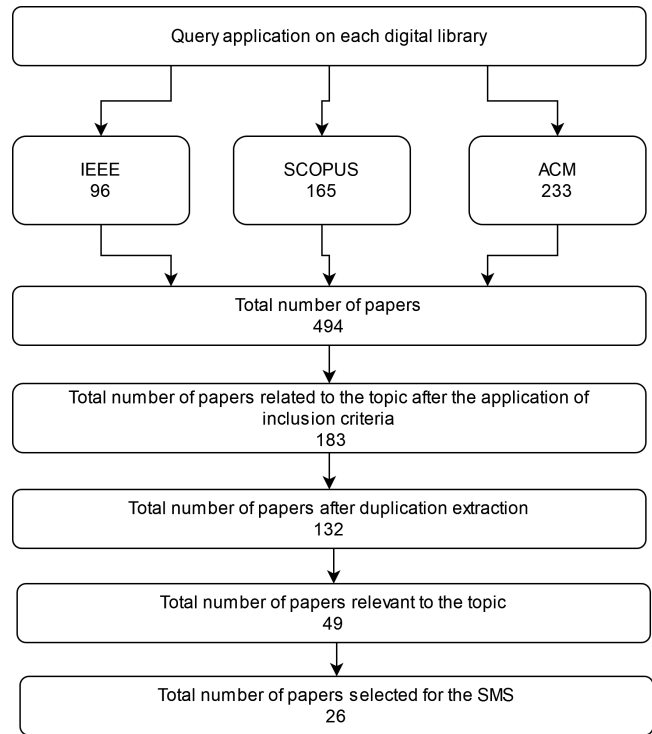 Query application on each digital library
IEEE
96
SCOPUS
165
ACM
233
Total number of papers
494
Total number of papers related to the topic after the application of
inclusion criteria
183
Total number of papers after duplication extraction
132
Total number of papers relevant to the topic
49
Total number of papers selected for the SMS
26